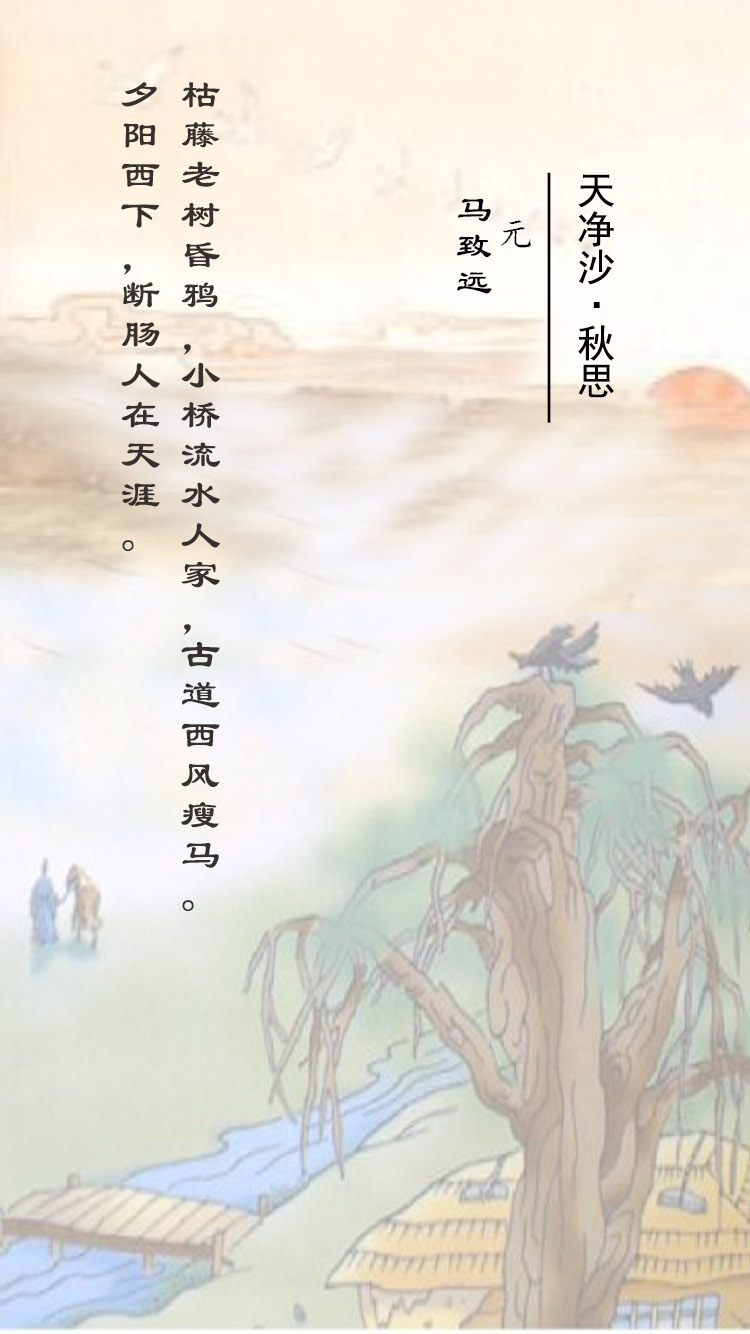 天净沙·秋思
元
马致远
枯藤老树昏鸦，小桥流水人家，古道西风瘦马。
夕阳西下，断肠人在天涯。